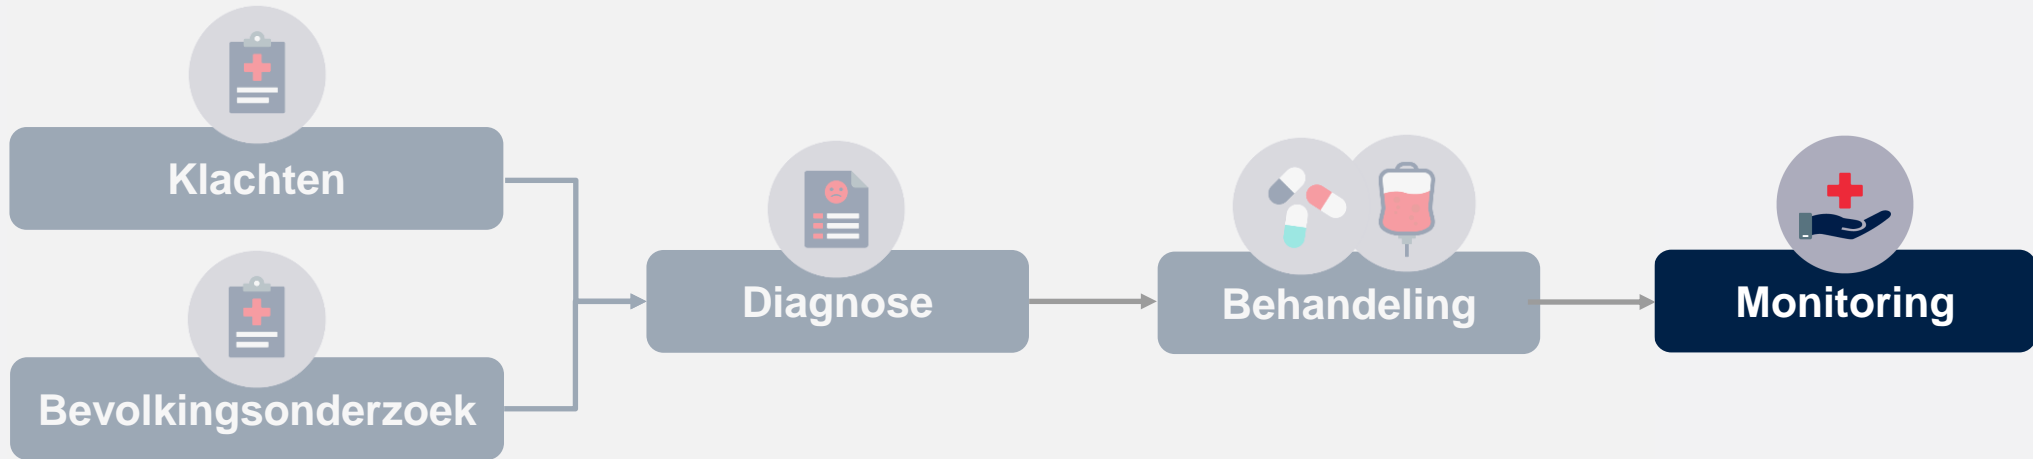 Klachten
Bevolkingsonderzoek
Diagnose
Behandeling
Monitoring